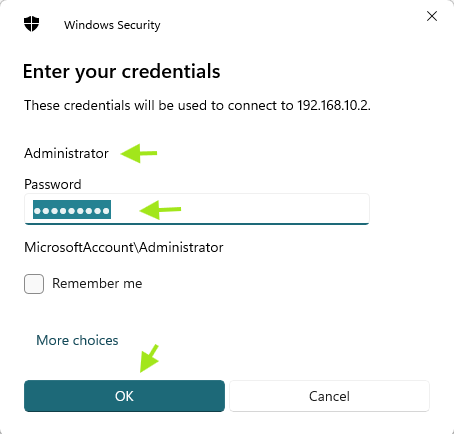 Windows Security
Enter your credentials
These credentials will be used to connect to 192.168.10.2.
Administrator
Password
●●●●●●●●●
MicrosoftAccount\Administrator
Remember me
More choices
OK
Cancel